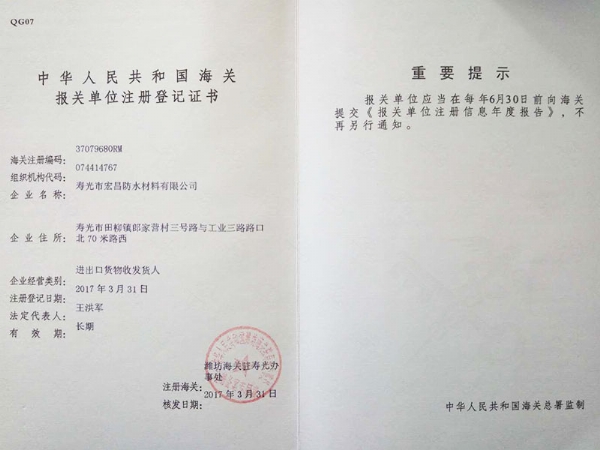 QG07
中华人民共和国海关
报关单位注册登记证书
海关注册编码： 37079680RM
组织机构代码： 074414767
企业名称： 寿光市宏昌防水材料有限公司
企业住所： 寿光市田柳镇邱家营村三号路与工业三路路口
北70米路西
企业经营类别： 进出口货物收发货人
注册登记日期： 2017年3月31日
法定代表人： 王洪军
有效期： 长期
潍坊海关驻寿光办
事处
注册海关：
核发日期： 2017年3月31日
重要提示
报关单位应当在每年6月30日前向海关
提交《报关单位注册信息年度报告》，不
再另行通知。
中华人民共和国海关总署监制